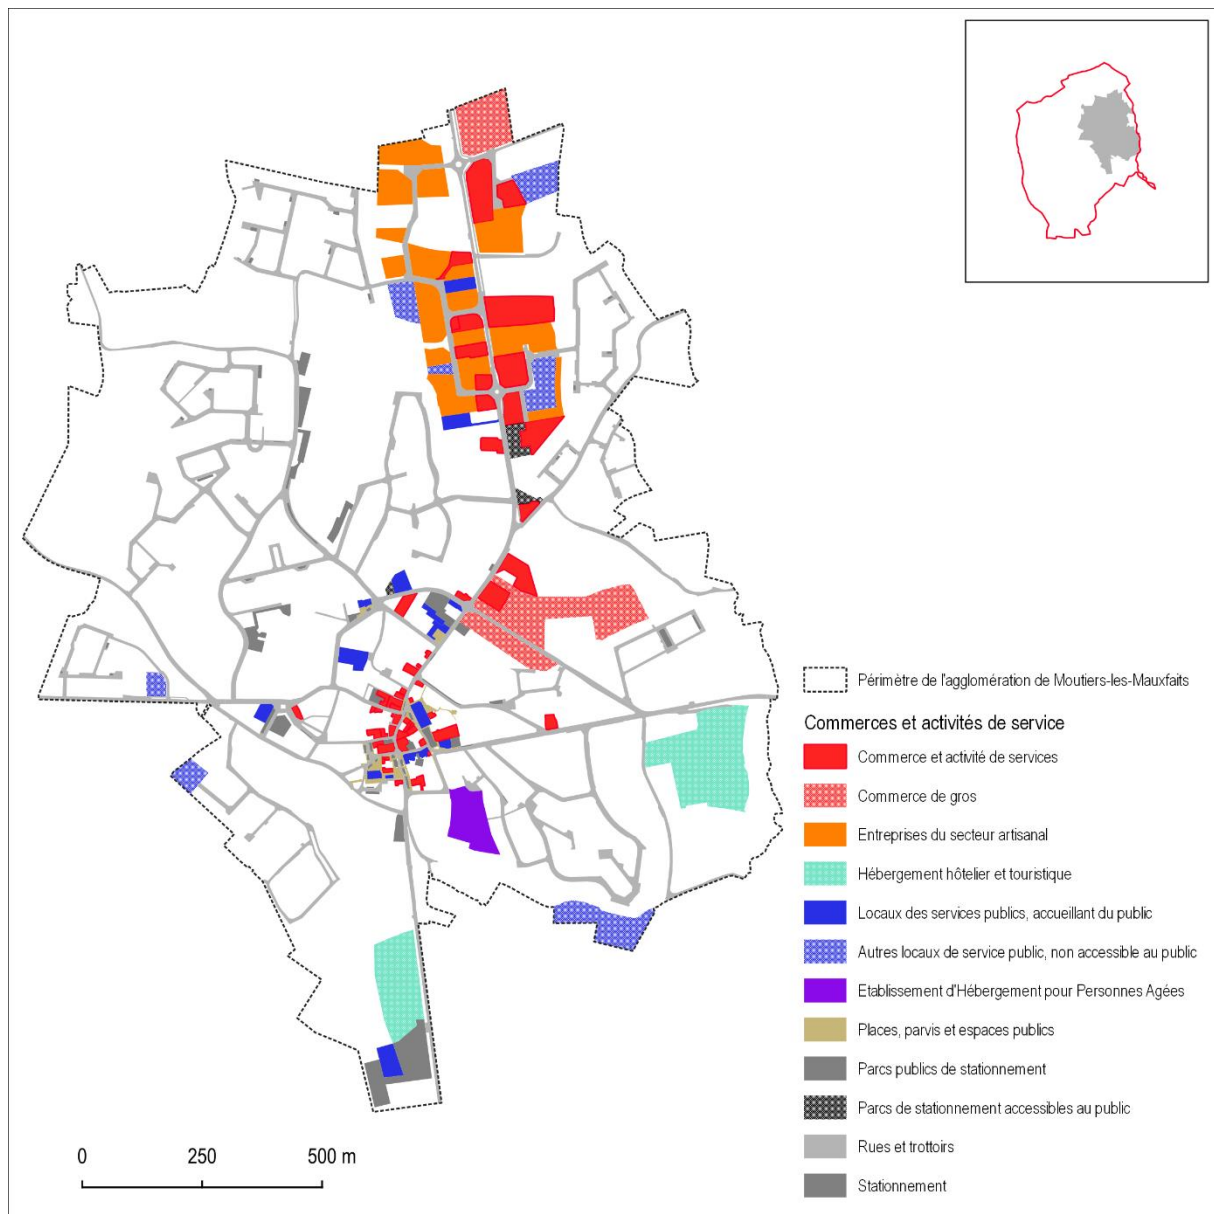 Périmètre de l'agglomération de Moutiers-les-Mauxfaits
Commerces et activités de service
Commerce et activité de services
Commerce de gros
Entreprises du secteur artisanal
Hébergement hôtelier et touristique
Locaux des services publics, accueillant du public
Autres locaux de service public, non accessible au public
Etablissement d'Hébergement pour Personnes Agées
Places, parvis et espaces publics
Parcs publics de stationnement
Parcs de stationnement accessibles au public
Rues et trottoirs
Stationnement
0 250 500 m